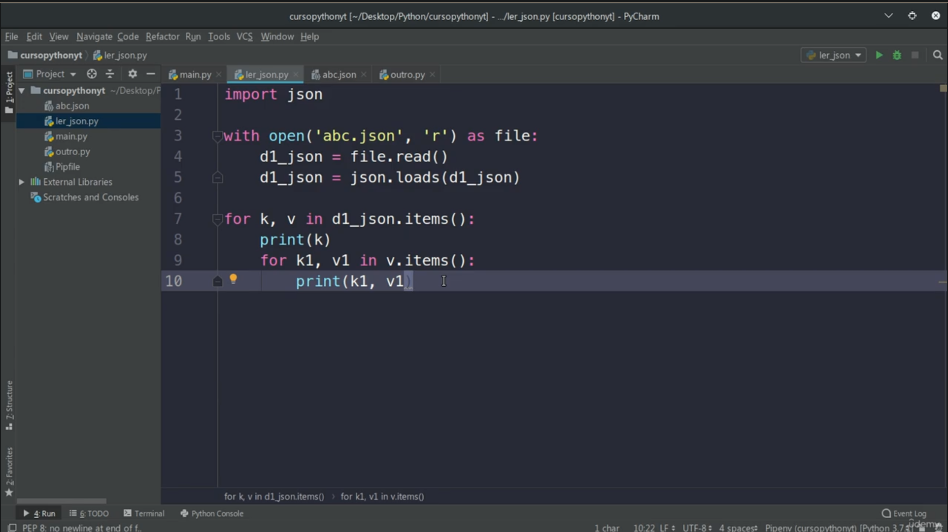 cursopythonyt [~/Desktop/Python/cursopythonyt] - .../ler_json.py [cursopythonyt] - PyCharm
File Edit View Navigate Code Refactor Run Tools VCS Window Help
cursopythonyt ler_json.py ler_json
1: Project
Project
main.py ler_json.py abc.json outro.py
cursopythonyt ~/Desktop/P
abc.json
ler_json.py
main.py
outro.py
Pipfile
External Libraries
Scratches and Consoles
1 import json
2
3 with open('abc.json', 'r') as file:
4 d1_json = file.read()
5 d1_json = json.loads(d1_json)
6
7 for k, v in d1_json.items():
8 print(k)
9 for k1, v1 in v.items():
10 print(k1, v1)
7: Structure
2: Favorites
for k, v in d1_json.items() for k1, v1 in v.items()
4: Run 6: TODO Terminal Python Console Event Log
PEP 8: no newline at end of f.. 1 char 10:22 LF UTF-8 4 spaces Pipenv (cursopythonyt) [Python 3.7
Udemy